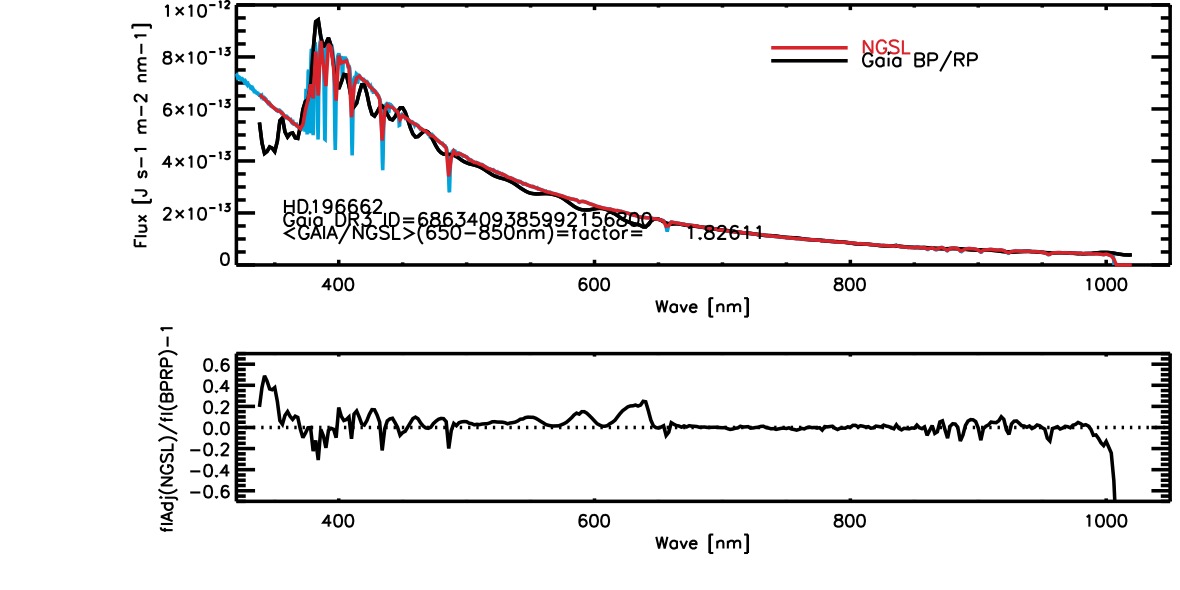 1×10-12
8×10-13
6×10-13
4×10-13
2×10-13
0
Flux [J s-1 m-2 nm-1]
NGSL
Gaia BP/RP
HD196662
Gaia DR3 ID=6863409385992156800
<GAIA/NGSL>(650-850nm)=factor= 1.82611
400 600 800 1000
Wave [nm]
flAdj(NGSL)/fl(BPRP)-1
0.6
0.4
0.2
0.0
-0.2
-0.4
-0.6
400 600 800 1000
Wave [nm]